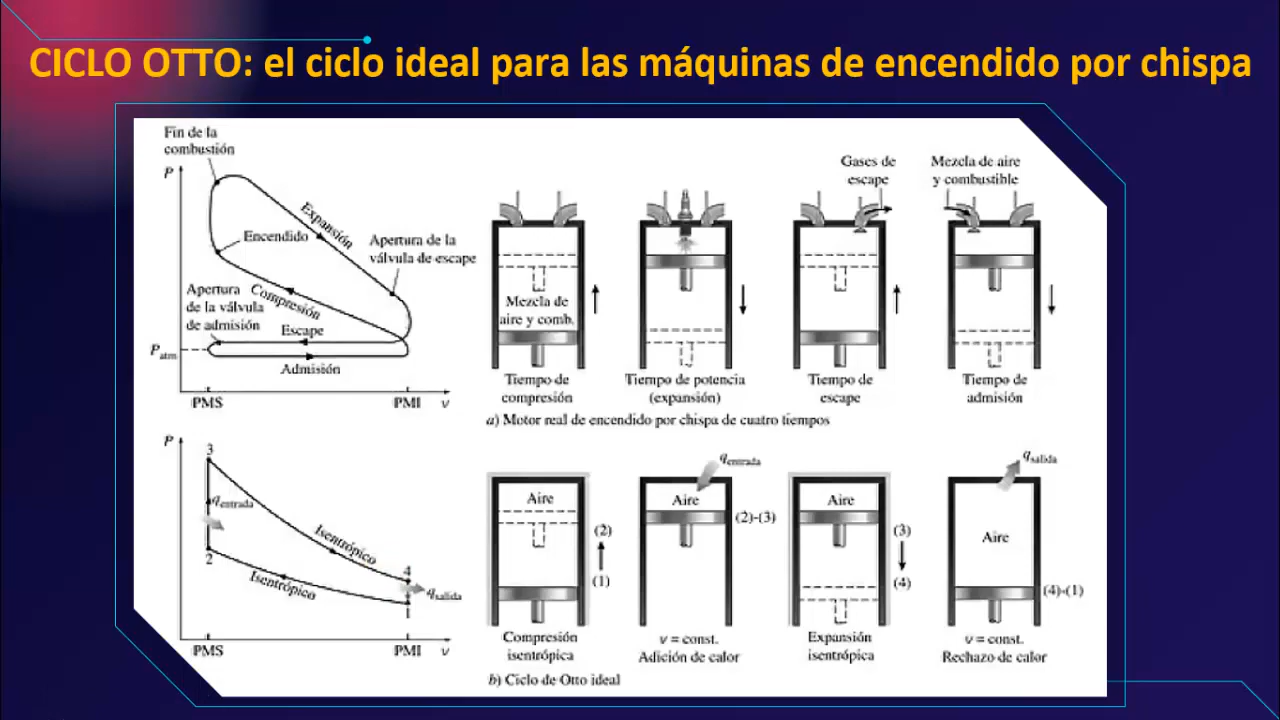 CICLO OTTO: el ciclo ideal para las máquinas de encendido por chispa
Fin de la
combustión
P
Expansión
Encendido
Apertura de la
válvula de escape
Apertura
de la válvula
de admisión
Compresión
Escape
P atm
Admisión
PMS
PMI
v
Gases de
escape
Mezcla de aire
y combustible
Mezcla de
aire y comb.
Tiempo de
compresión
Tiempo de potencia
(expansión)
Tiempo de
escape
Tiempo de
admisión
a) Motor real de encendido por chispa de cuatro tiempos
P
3
qentrada
Isentrópico
2
4
Isentrópico
qsalida
1
PMS
PMI
v
Aire
(2)
(1)
Compresión
isentrópica
qentrada
Aire
(2)-(3)
v = const.
Adición de calor
Aire
(3)
(4)
Expansión
isentrópica
qsalida
Aire
(4)-(1)
v = const.
Rechazo de calor
b) Ciclo de Otto ideal